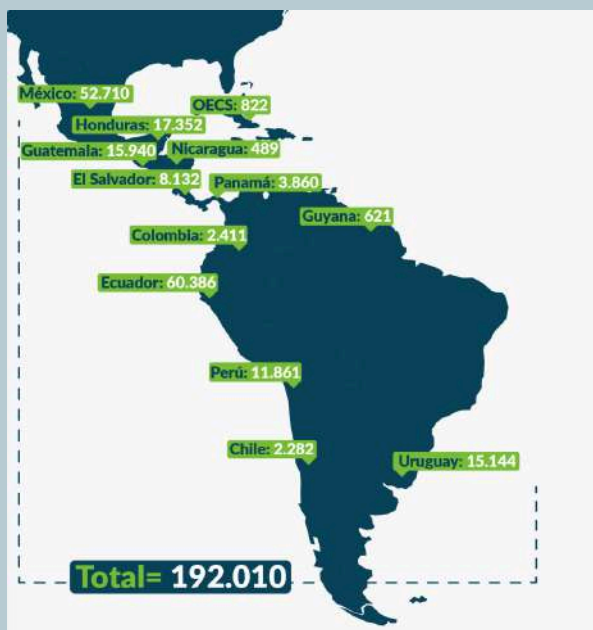 México: 52.710
OECS: 822
Honduras: 17.352
Guatemala: 15.940
Nicaragua: 489
El Salvador: 8.132
Panamá: 3.860
Guyana: 621
Colombia: 2.411
Ecuador: 60.386
Perú: 11.861
Chile: 2.282
Uruguay: 15.144
Total= 192.010